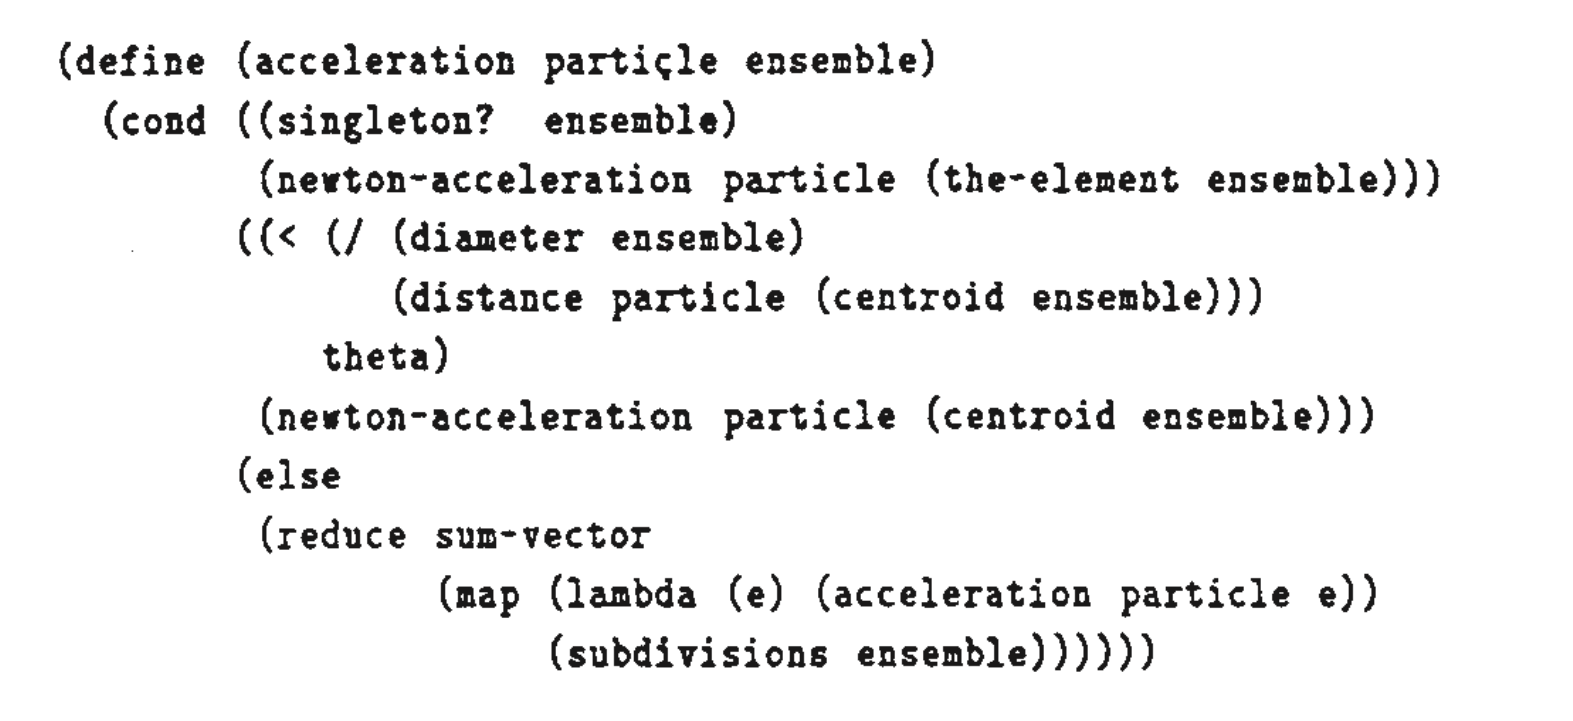 (define (acceleration particle ensemble)
(cond ((singleton? ensemble)
(newton-acceleration particle (the-element ensemble)))
((< (/ (diameter ensemble)
(distance particle (centroid ensemble)))
theta)
(newton-acceleration particle (centroid ensemble)))
(else
(reduce sum-vector
(map (lambda (e) (acceleration particle e))
(subdivisions ensemble))))))